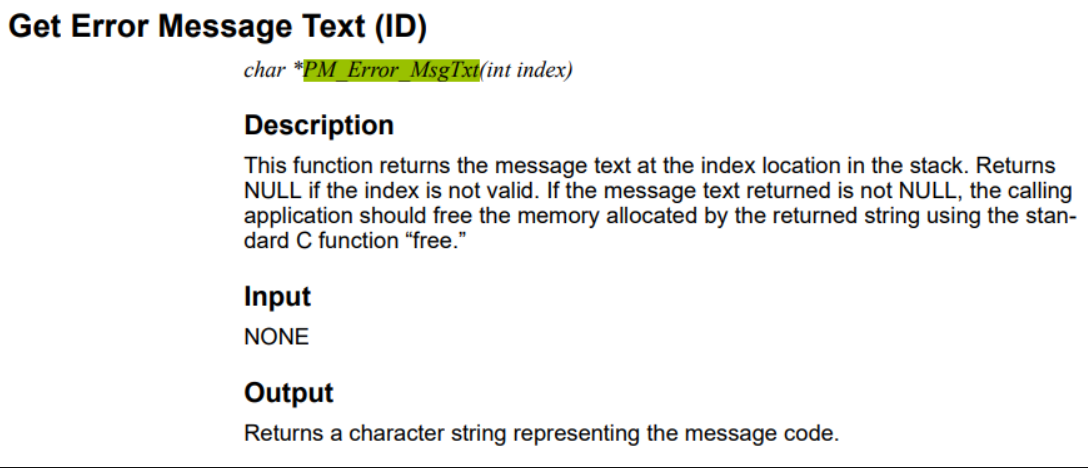 Get Error Message Text (ID)
char *PM_Error_MsgTxt(int index)
Description
This function returns the message text at the index location in the stack. Returns
NULL if the index is not valid. If the message text returned is not NULL, the calling
application should free the memory allocated by the returned string using the stan-
dard C function “free.”
Input
NONE
Output
Returns a character string representing the message code.